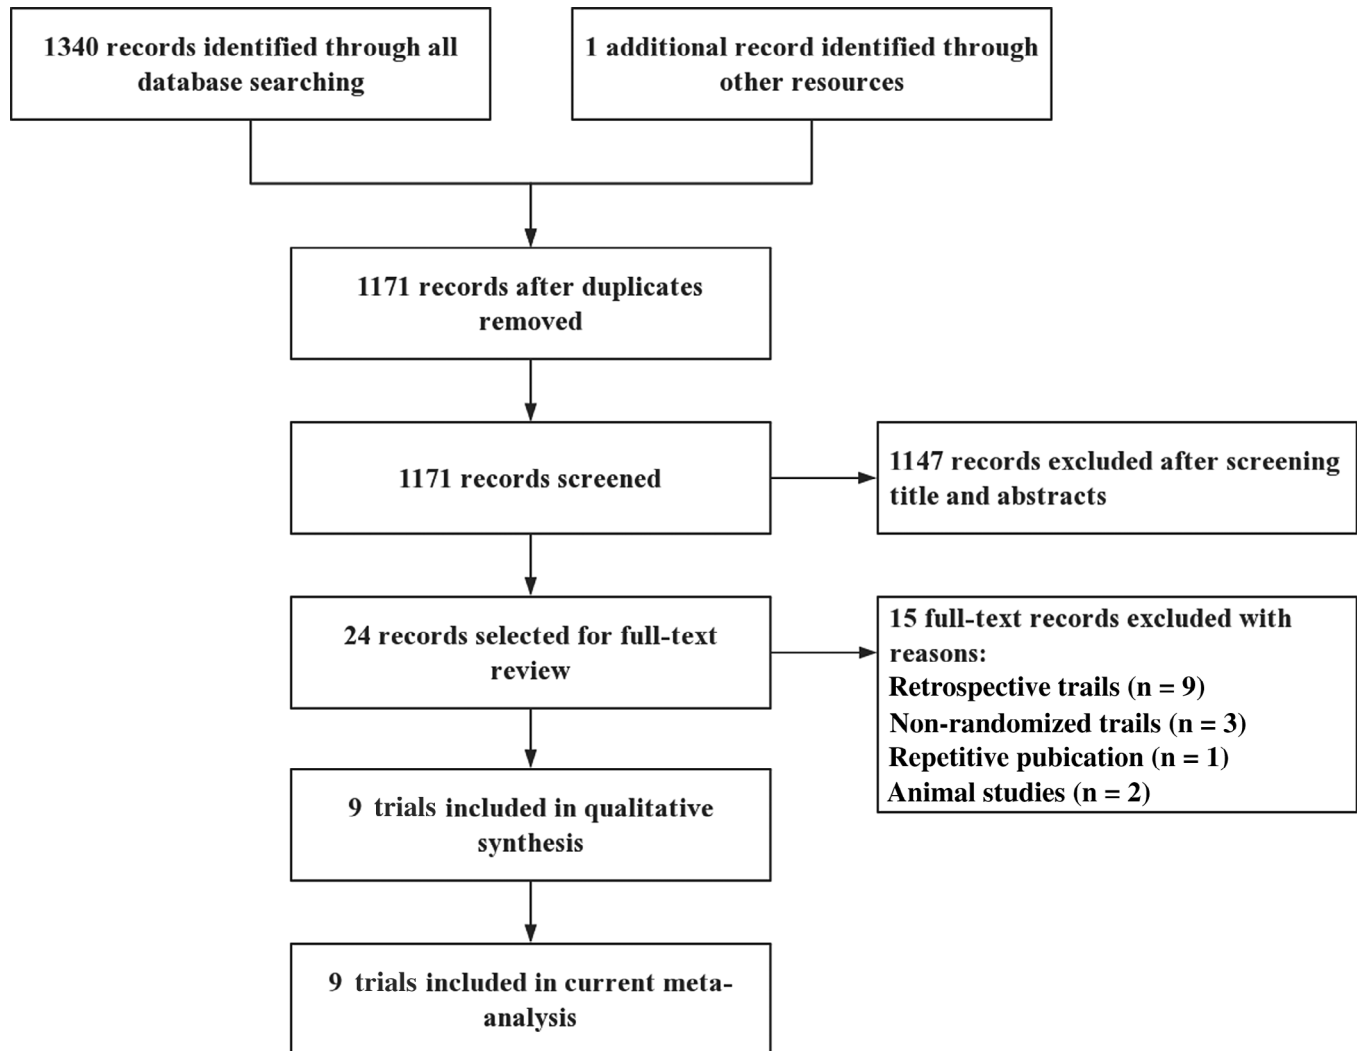 1340 records identified through all
database searching
1 additional record identified through
other resources
1171 records after duplicates
removed
1171 records screened
1147 records excluded after screening
title and abstracts
24 records selected for full-text
review
15 full-text records excluded with
reasons:
Retrospective trails (n = 9)
Non-randomized trails (n = 3)
Repetitive pubication (n = 1)
Animal studies (n = 2)
9 trials included in qualitative
synthesis
9 trials included in current meta-
analysis